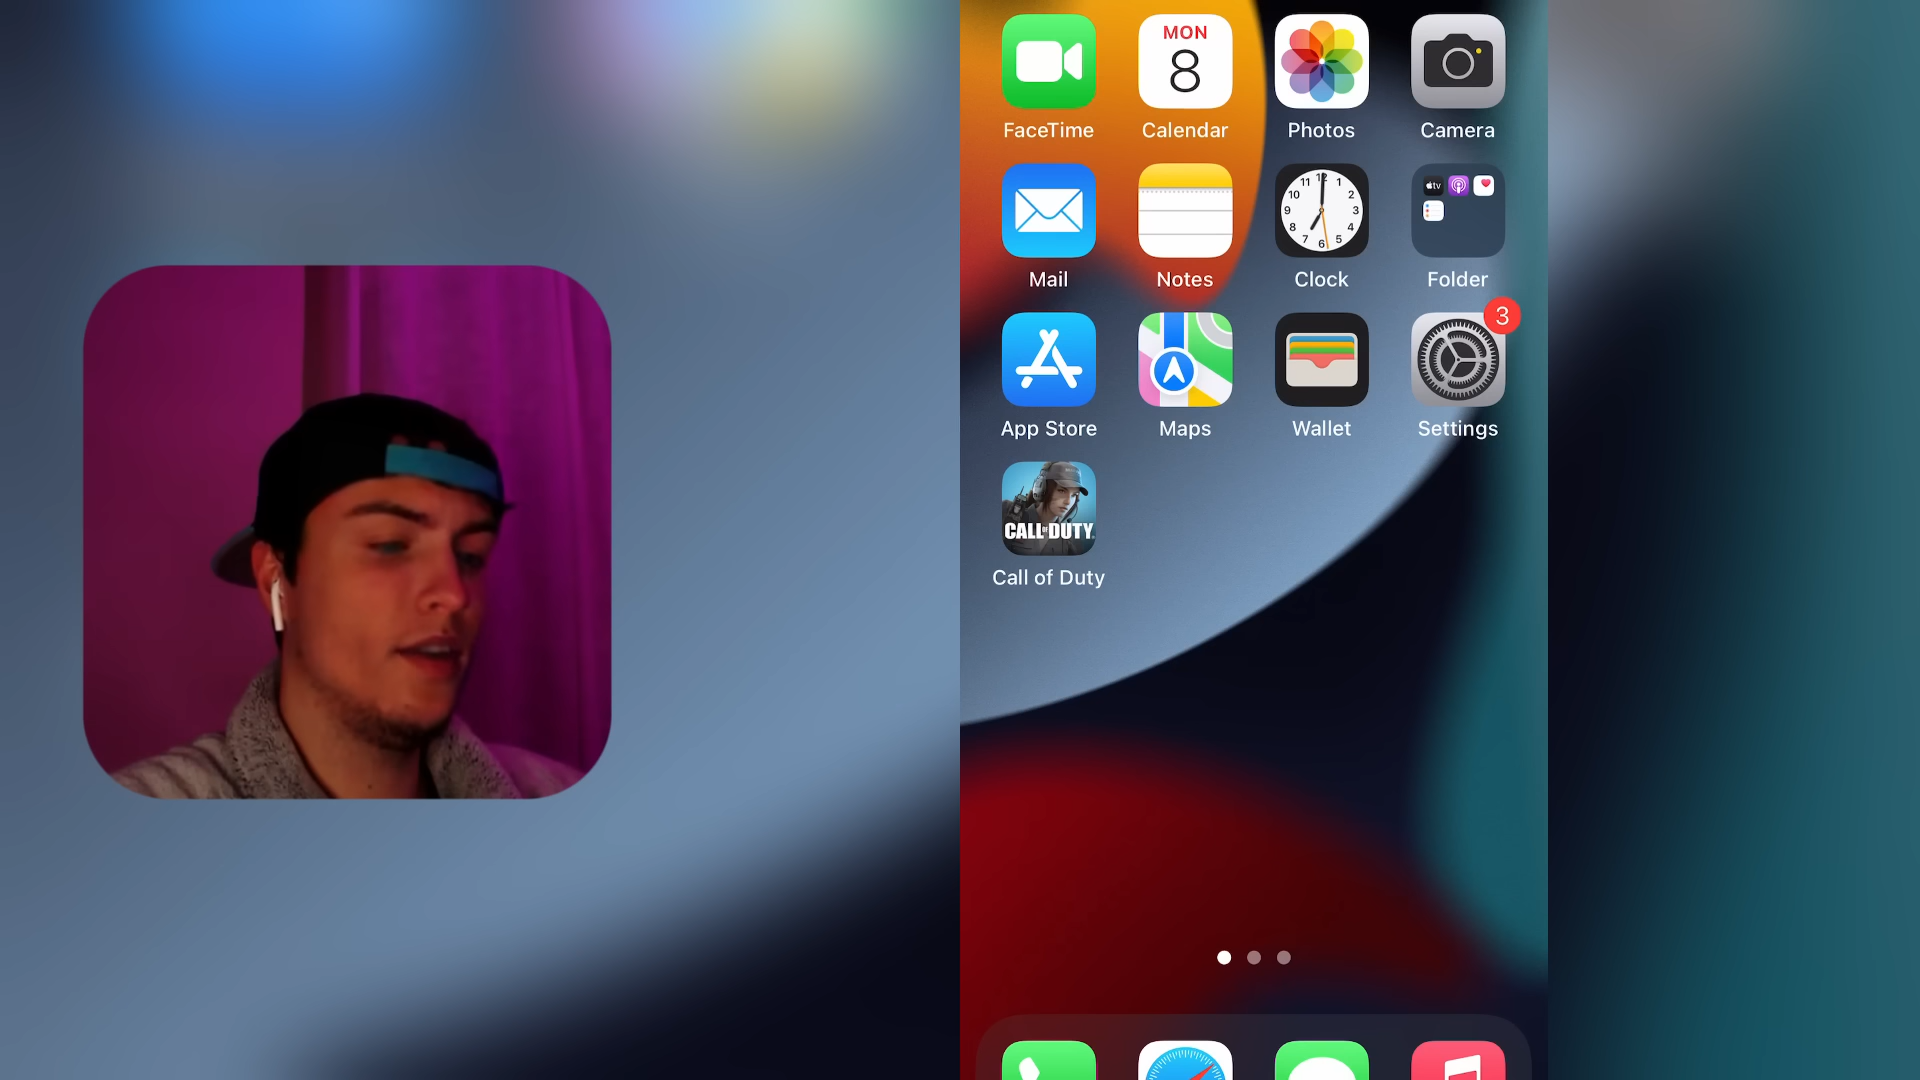 MON
8
FaceTime Calendar Photos Camera
tv
12 1 2 3 4 5 6 7 8 9 10 11
Mail Notes Clock Folder
3
App Store Maps Wallet Settings
CALL OF DUTY
Call of Duty